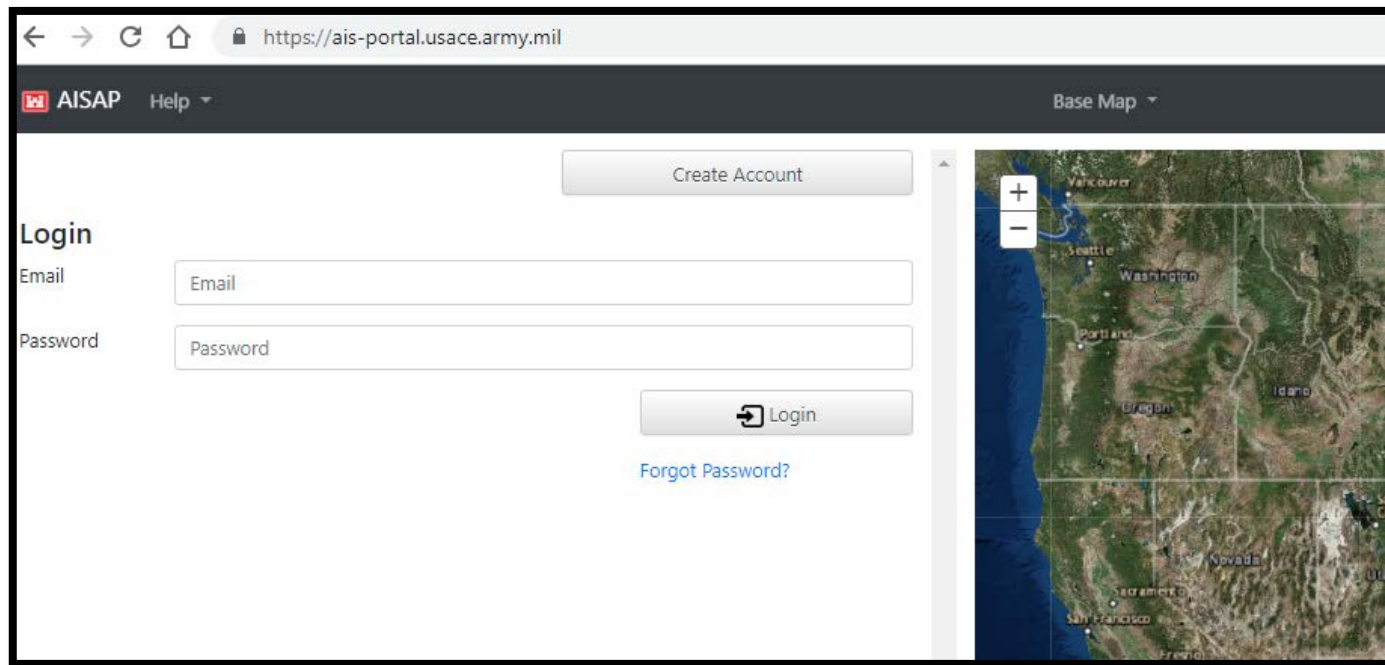 https://ais-portal.usace.army.mil
AISAP Help Base Map
Create Account
Login
Email Email
Password Password
Login
Forgot Password?
+
−
Vancouver
Seattle
Washington
Portland
Oregon
Idaho
Nevada
Sacramento
San Francisco
Fresno